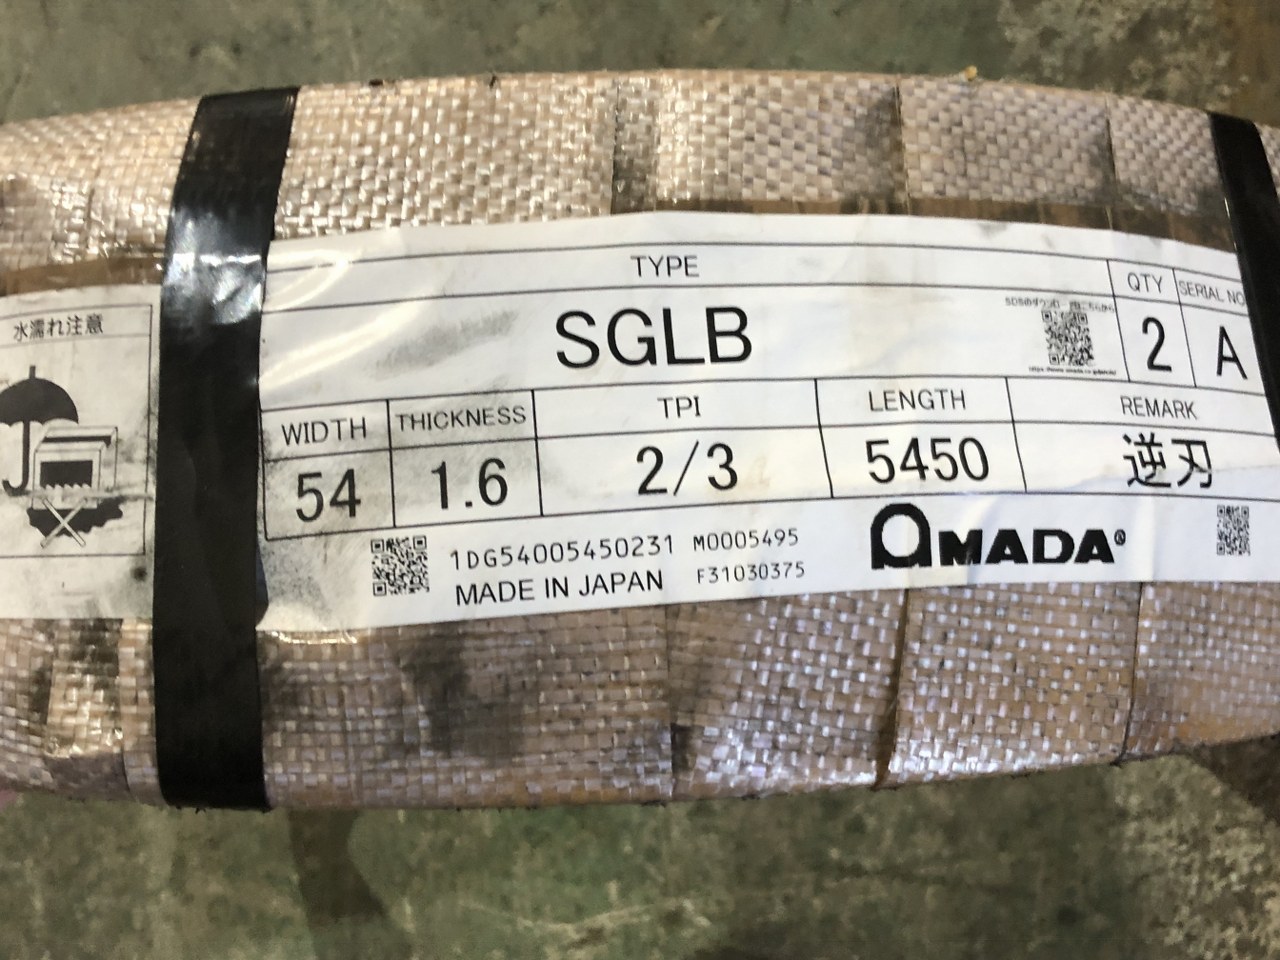 水濡れ注意
TYPE
QTY
SERIAL NO
SGLB
2
A
WIDTH
THICKNESS
TPI
LENGTH
REMARK
54
1.6
2/3
5450
逆刃
1DG54005450231 M0005495
MADE IN JAPAN F31030375
AMADA®